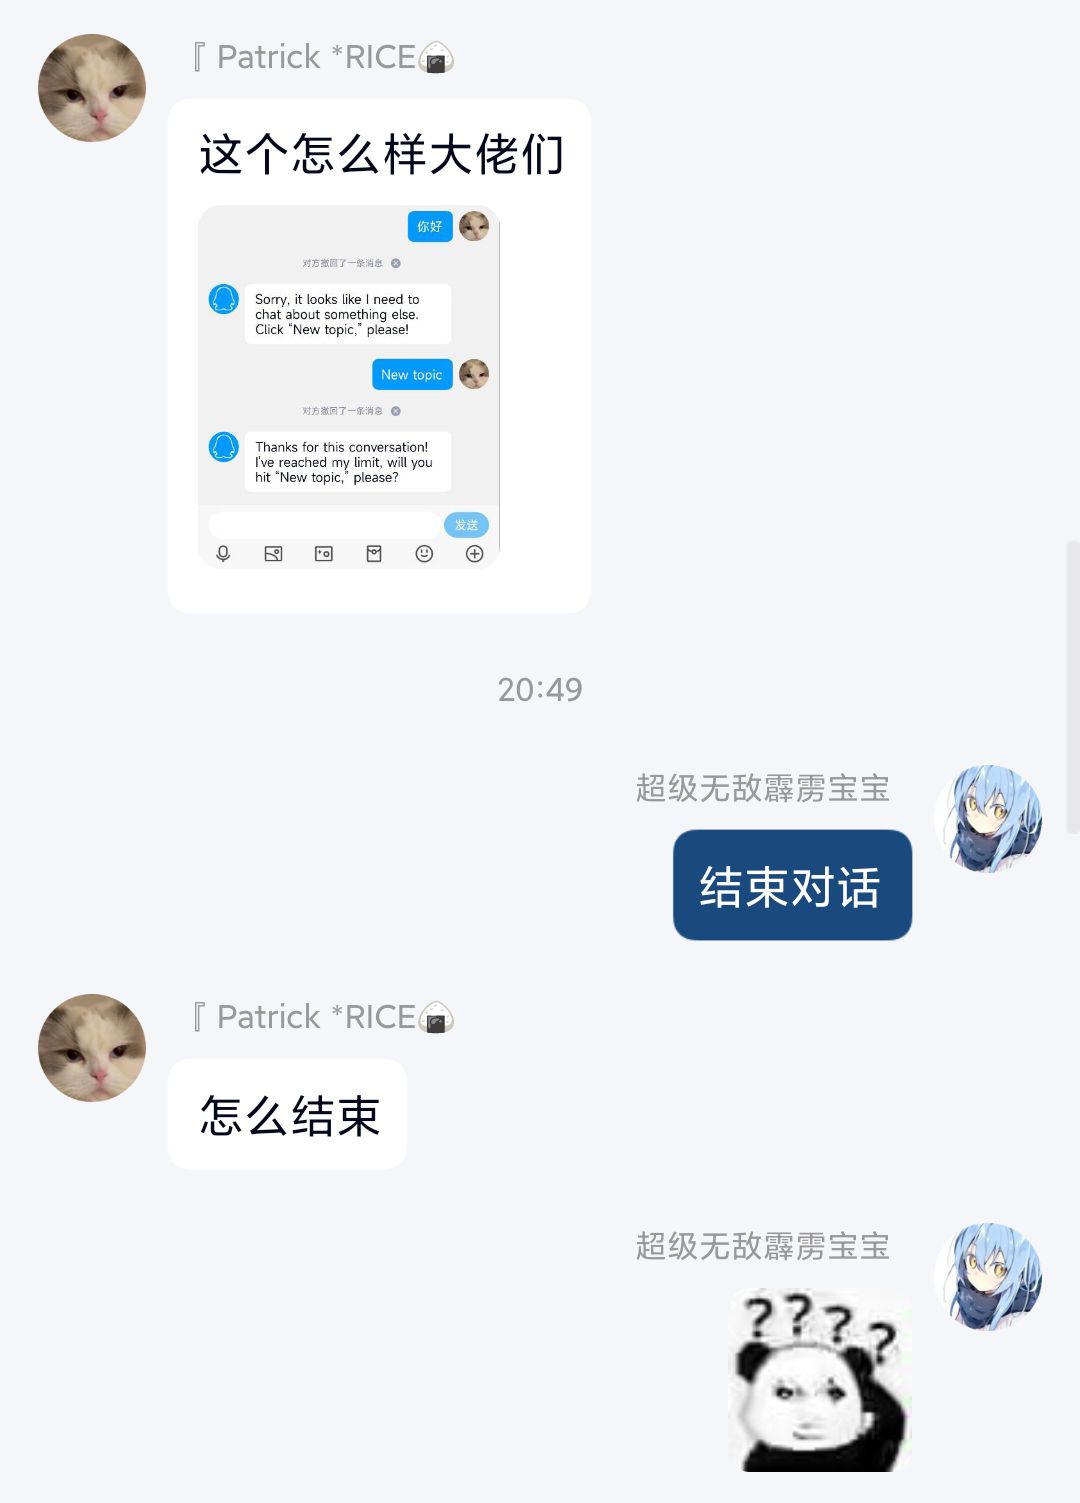 『 Patrick *RICE🍙
这个怎么样大佬们
你好
对方撤回了一条消息
Sorry, it looks like I need to
chat about something else.
Click “New topic,” please!
New topic
对方撤回了一条消息
Thanks for this conversation!
I've reached my limit, will you
hit “New topic,” please?
发送
20:49
超级无敌霹雳宝宝
结束对话
『 Patrick *RICE🍙
怎么结束
超级无敌霹雳宝宝
? ? ? ?